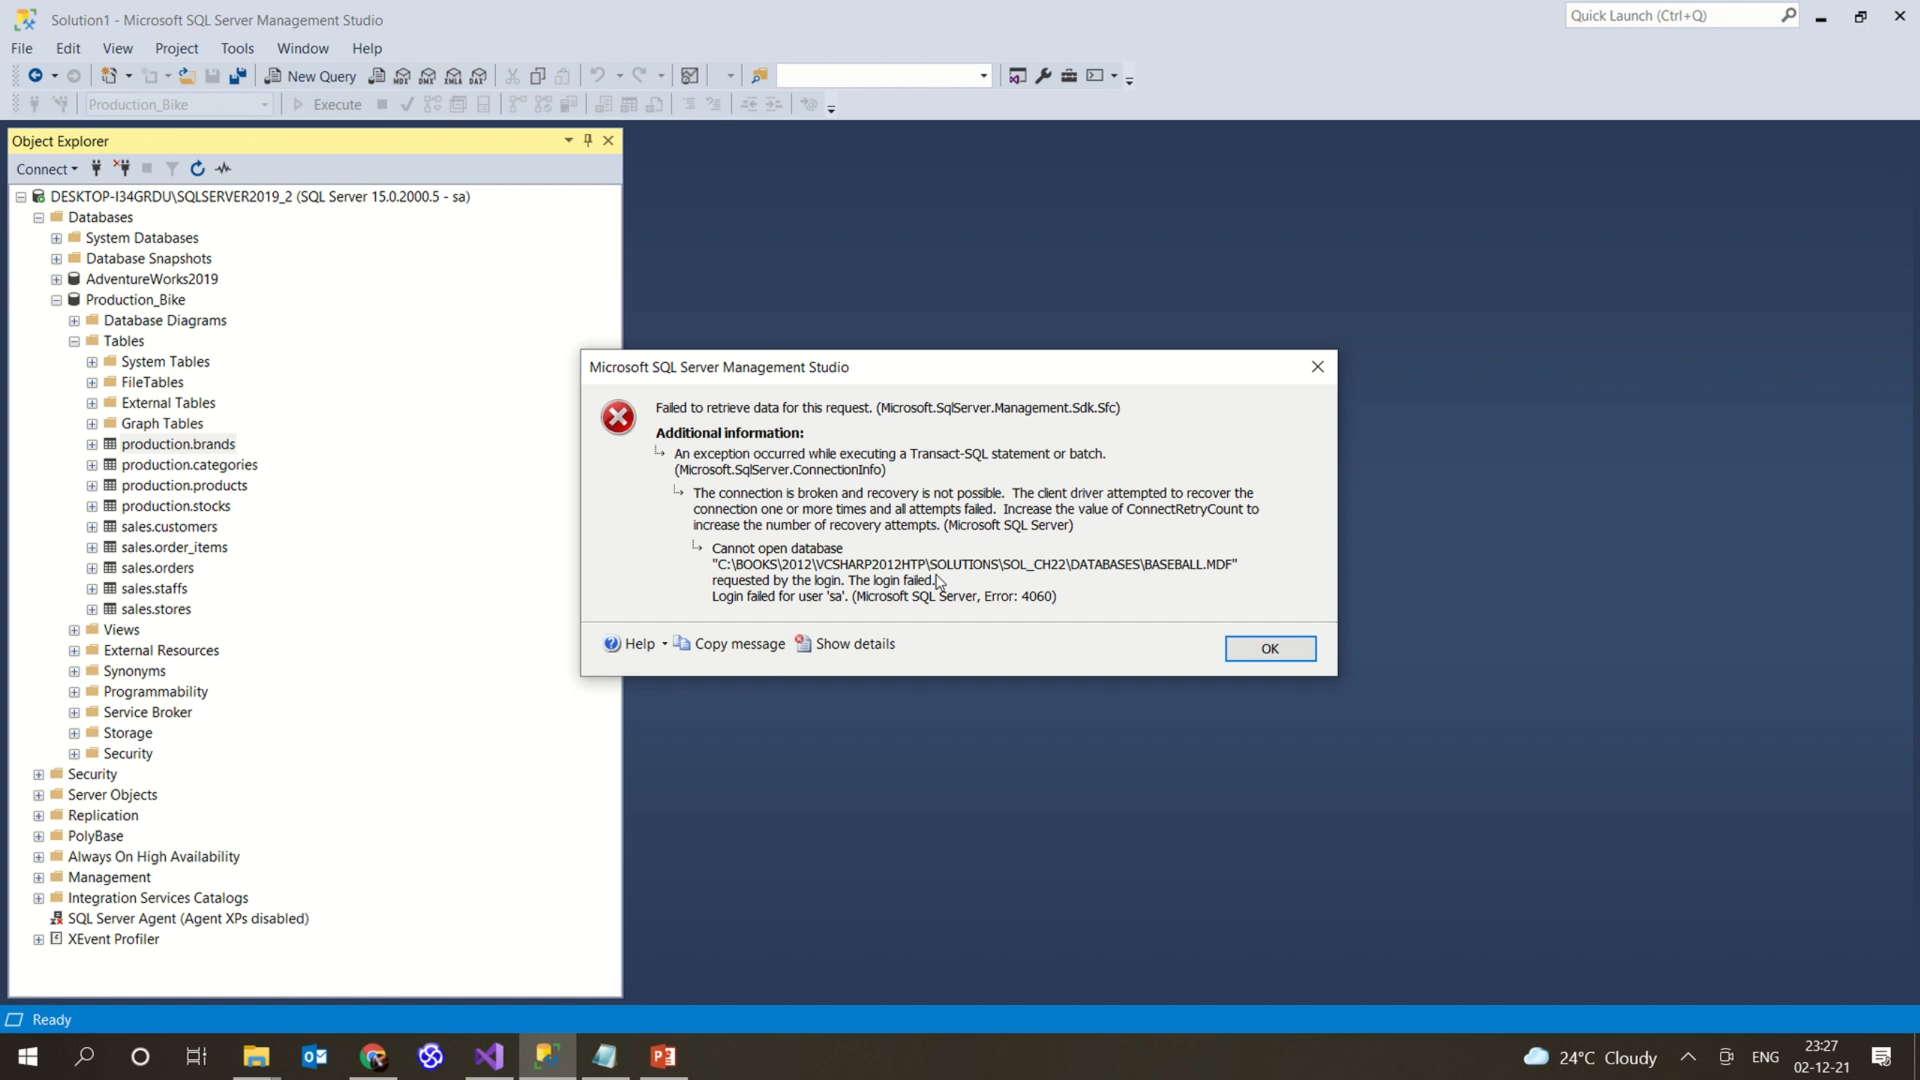 Solution1 - Microsoft SQL Server Management Studio
Quick Launch (Ctrl+Q)
File Edit View Project Tools Window Help
New Query MDX DMX XMLA DAX
Production_Bike Execute
Object Explorer
Connect
DESKTOP-I34GRDU\SQLSERVER2019_2 (SQL Server 15.0.2000.5 - sa)
Databases
System Databases
Database Snapshots
AdventureWorks2019
Production_Bike
Database Diagrams
Tables
System Tables
FileTables
External Tables
Graph Tables
production.brands
production.categories
production.products
production.stocks
sales.customers
sales.order_items
sales.orders
sales.staffs
sales.stores
Views
External Resources
Synonyms
Programmability
Service Broker
Storage
Security
Security
Server Objects
Replication
PolyBase
Always On High Availability
Management
Integration Services Catalogs
SQL Server Agent (Agent XPs disabled)
XEvent Profiler
Microsoft SQL Server Management Studio
Failed to retrieve data for this request. (Microsoft.SqlServer.Management.Sdk.Sfc)
Additional information:
An exception occurred while executing a Transact-SQL statement or batch.
(Microsoft.SqlServer.ConnectionInfo)
The connection is broken and recovery is not possible. The client driver attempted to recover the
connection one or more times and all attempts failed. Increase the value of ConnectRetryCount to
increase the number of recovery attempts. (Microsoft SQL Server)
Cannot open database
"C:\BOOKS\2012\VCSHARP2012HTP\SOLUTIONS\SOL_CH22\DATABASES\BASEBALL.MDF"
requested by the login. The login failed.
Login failed for user 'sa'. (Microsoft SQL Server, Error: 4060)
Help Copy message Show details
OK
Ready
24°C Cloudy ENG
23:27
02-12-21